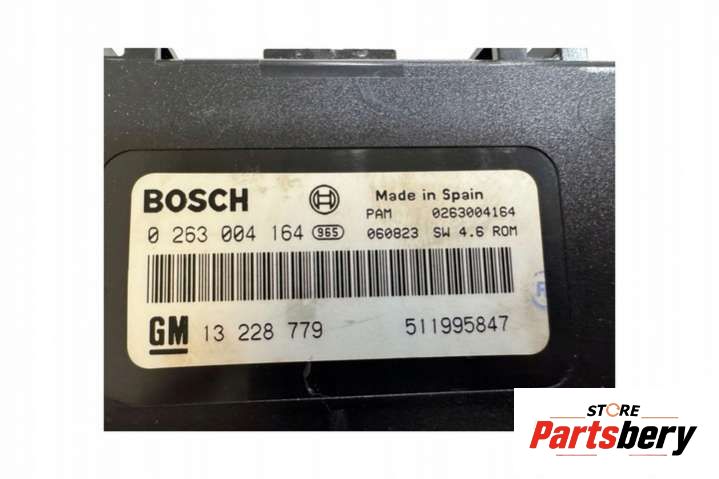 BOSCH
Made in Spain
PAM 0263004164
0 263 004 164 965
060823 SW 4.6 ROM
GM 13 228 779 511995847
STORE
Partsbery